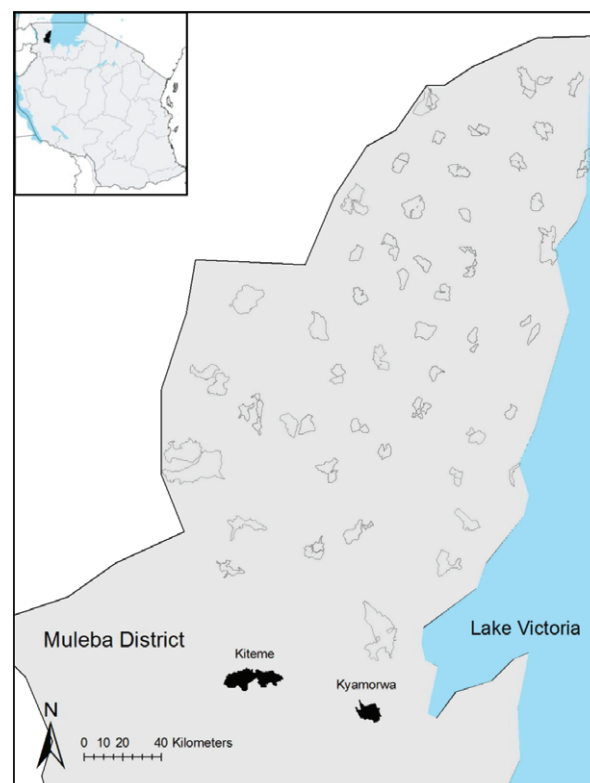 Muleba District
Lake Victoria
Kiteme
Kyamorwa
N
0 10 20 40 Kilometers